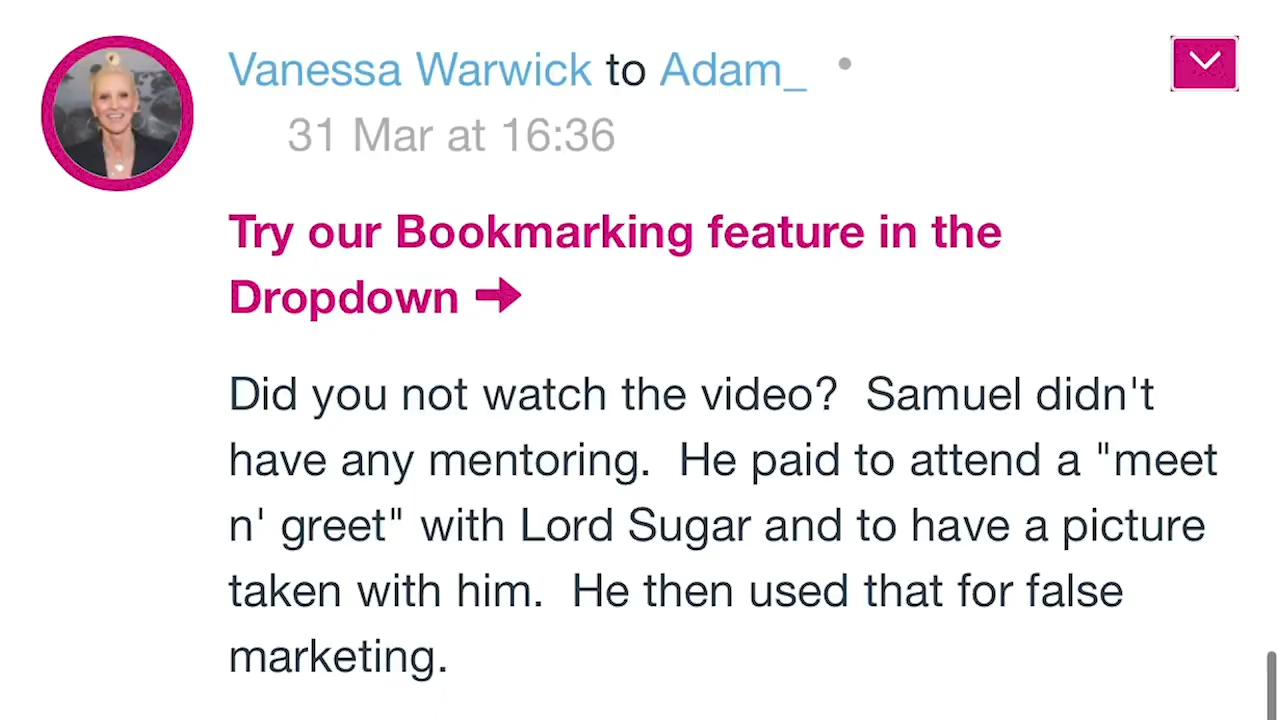 Vanessa Warwick to Adam_ •
31 Mar at 16:36
Try our Bookmarking feature in the
Dropdown ➡
Did you not watch the video?  Samuel didn't
have any mentoring.  He paid to attend a "meet
n' greet" with Lord Sugar and to have a picture
taken with him.  He then used that for false
marketing.